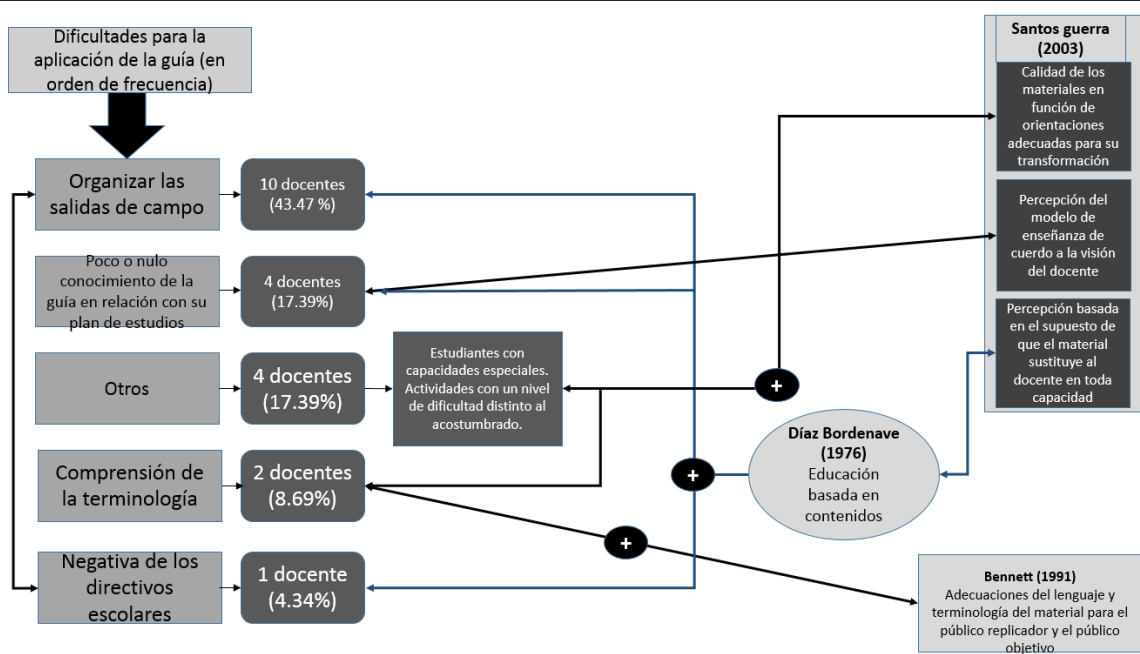 Dificultades para la
aplicación de la guía (en
orden de frecuencia)
Organizar las
salidas de campo
10 docentes
(43.47 %)
Poco o nulo
conocimiento de la
guía en relación con su
plan de estudios
4 docentes
(17.39%)
Otros
4 docentes
(17.39%)
Estudiantes con
capacidades especiales.
Actividades con un nivel
de dificultad distinto al
acostumbrado.
Comprensión de
la terminología
2 docentes
(8.69%)
Negativa de los
directivos
escolares
1 docente
(4.34%)
+
+
+
Díaz Bordenave
(1976)
Educación
basada en
contenidos
Santos guerra
(2003)
Calidad de los
materiales en
función de
orientaciones
adecuadas para su
transformación
Percepción del
modelo de
enseñanza de
cuerdo a la visión
del docente
Percepción basada
en el supuesto de
que el material
sustituye al
docente en toda
capacidad
Bennett (1991)
Adecuaciones del lenguaje y
terminología del material para el
público replicador y el público
objetivo